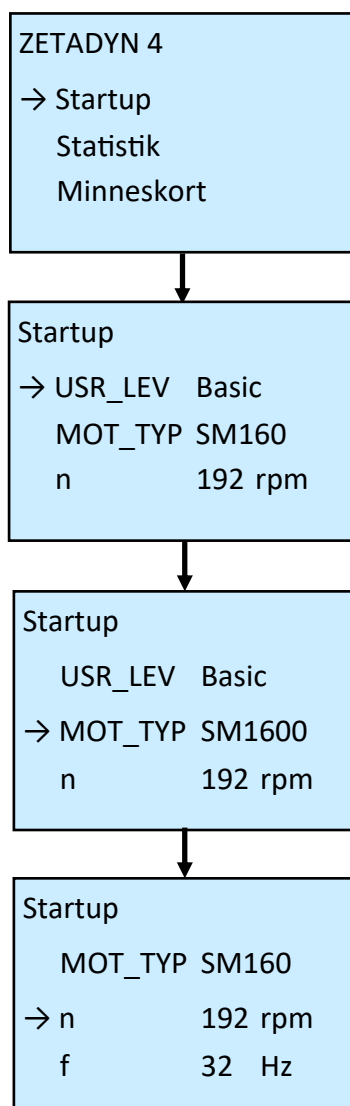 ZETADYN 4
→ Startup
Statistik
Minneskort
Startup
→ USR_LEV Basic
MOT_TYP SM160
n 192 rpm
Startup
USR_LEV Basic
→ MOT_TYP SM1600
n 192 rpm
Startup
MOT_TYP SM160
→ n 192 rpm
f 32 Hz